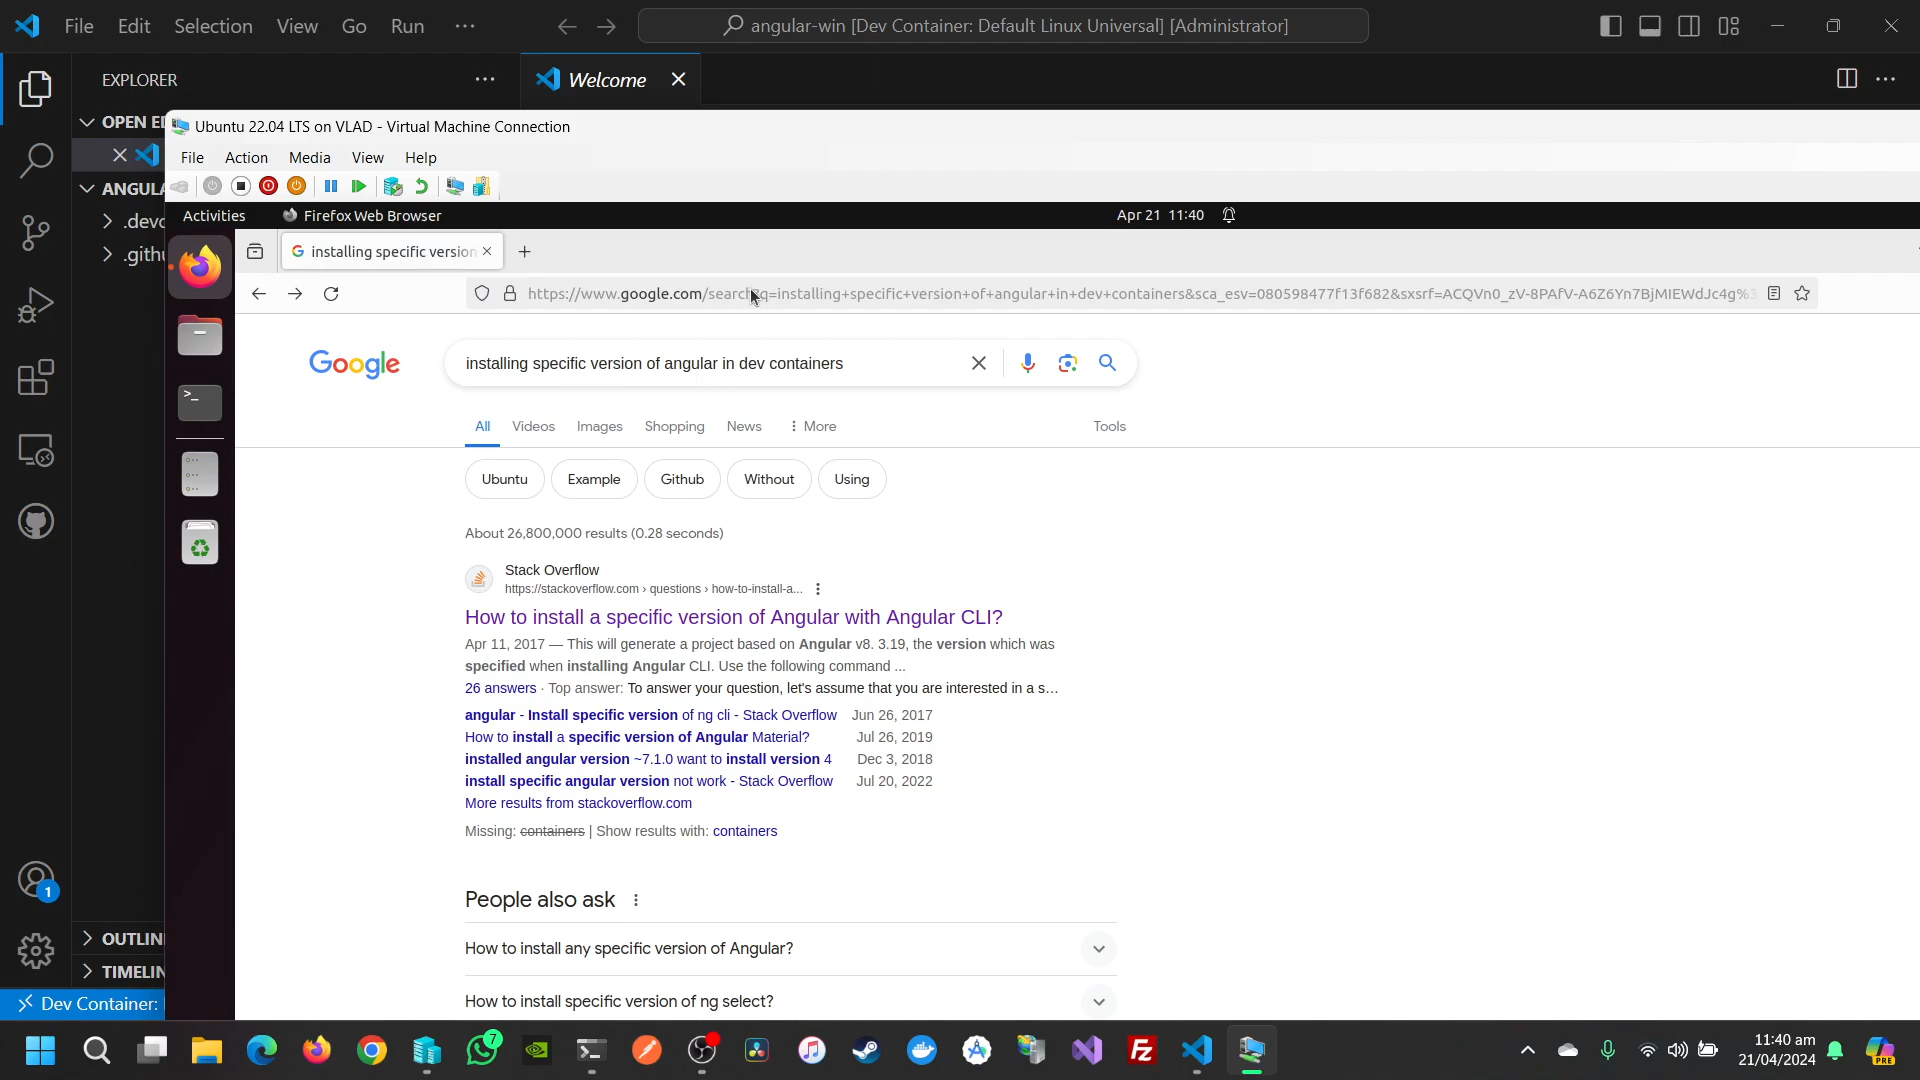 File Edit Selection View Go Run ··· angular-win [Dev Container: Default Linux Universal] [Administrator]
EXPLORER ··· Welcome
OPEN E
Ubuntu 22.04 LTS on VLAD - Virtual Machine Connection
File Action Media View Help
ANGULA
Activities Firefox Web Browser Apr 21 11:40
.devc
.gith
installing specific version
https://www.google.com/search?q=installing+specific+version+of+angular+in+dev+containers&sca_esv=080598477f13f682&sxsrf=ACQVn0_zV-8PAfV-A6Z6Yn7BjMIEWdJc4g%3
Google installing specific version of angular in dev containers
All Videos Images Shopping News More Tools
Ubuntu Example Github Without Using
About 26,800,000 results (0.28 seconds)
Stack Overflow
https://stackoverflow.com › questions › how-to-install-a...
How to install a specific version of Angular with Angular CLI?
Apr 11, 2017 — This will generate a project based on Angular v8. 3.19, the version which was
specified when installing Angular CLI. Use the following command ...
26 answers · Top answer: To answer your question, let's assume that you are interested in a s…
angular - Install specific version of ng cli - Stack Overflow Jun 26, 2017
How to install a specific version of Angular Material? Jul 26, 2019
installed angular version ~7.1.0 want to install version 4 Dec 3, 2018
install specific angular version not work - Stack Overflow Jul 20, 2022
More results from stackoverflow.com
Missing: containers | Show results with: containers
People also ask
1
OUTLIN
How to install any specific version of Angular?
TIMELIN
How to install specific version of ng select?
Dev Container:
7
11:40 am
21/04/2024
PRE